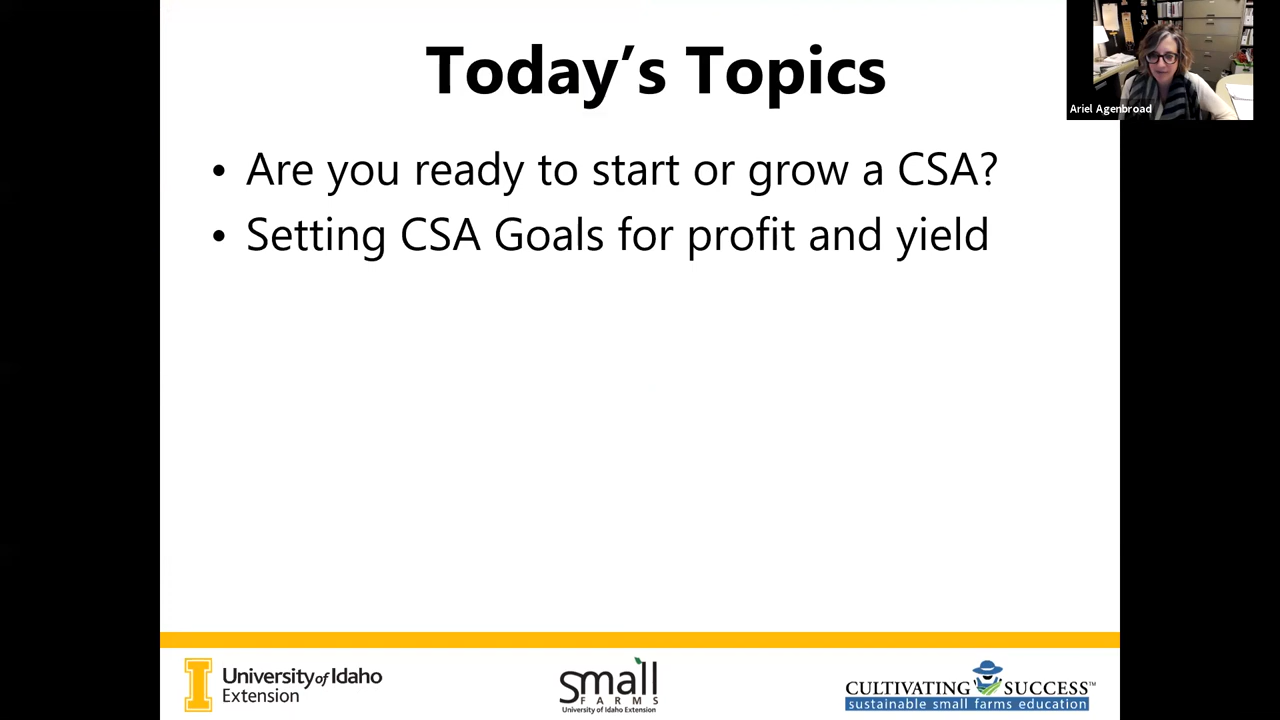 Today’s Topics
Ariel Agenbroad
• Are you ready to start or grow a CSA?
• Setting CSA Goals for profit and yield
University of Idaho
Extension
small
FARMS
University of Idaho Extension
CULTIVATING SUCCESS™
sustainable small farms education